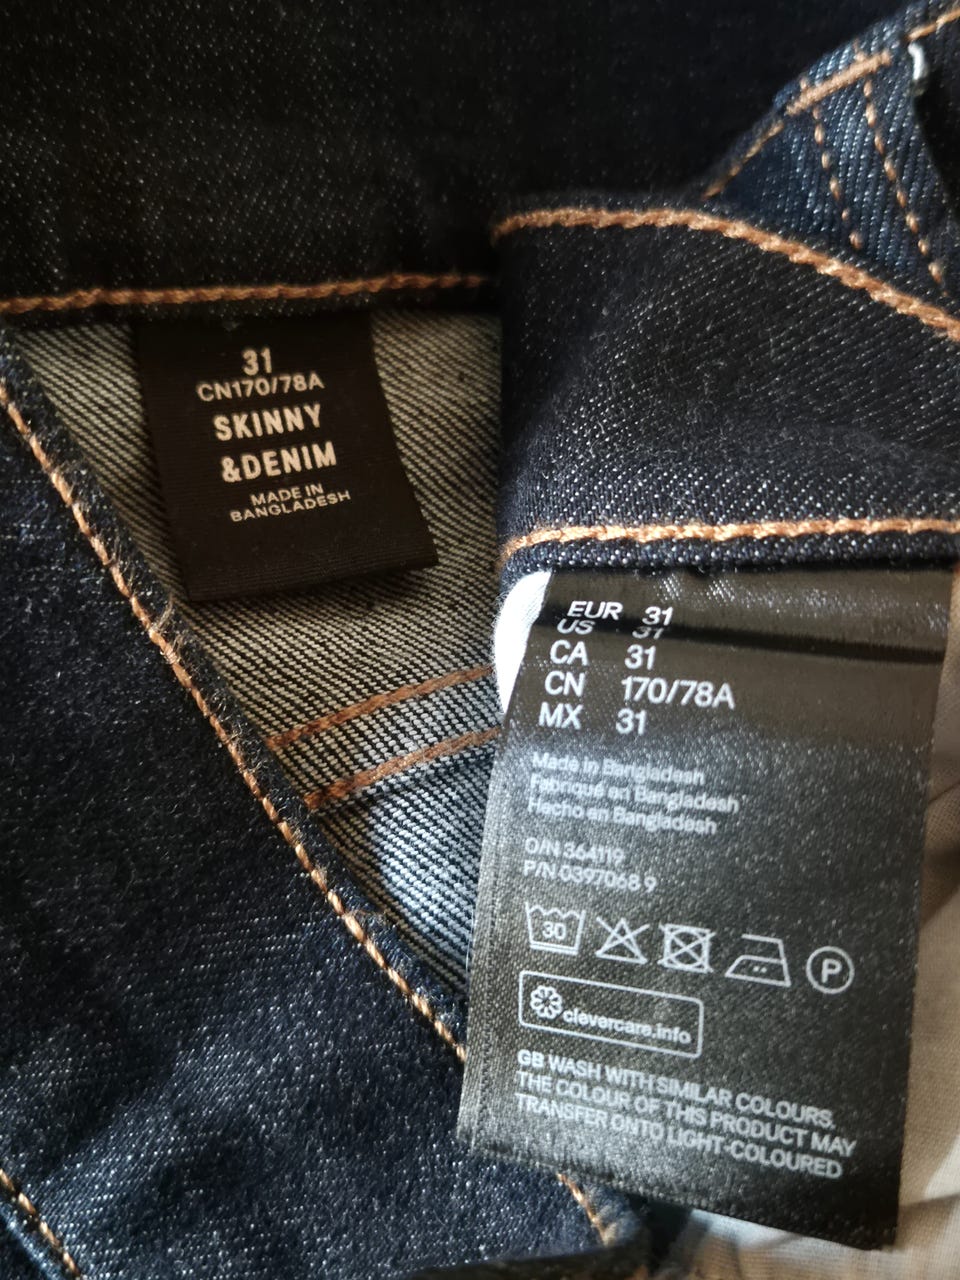 31
CN170/78A
SKINNY
&DENIM
MADE IN
BANGLADESH
EUR 31
US 31
CA 31
CN 170/78A
MX 31
Made in Bangladesh
Fabriqué en Bangladesh
Hecho en Bangladesh
O/N 364119
P/N 0397068 9
30
P
clevercare.info
GB WASH WITH SIMILAR COLOURS.
THE COLOUR OF THIS PRODUCT MAY
TRANSFER ONTO LIGHT-COLOURED